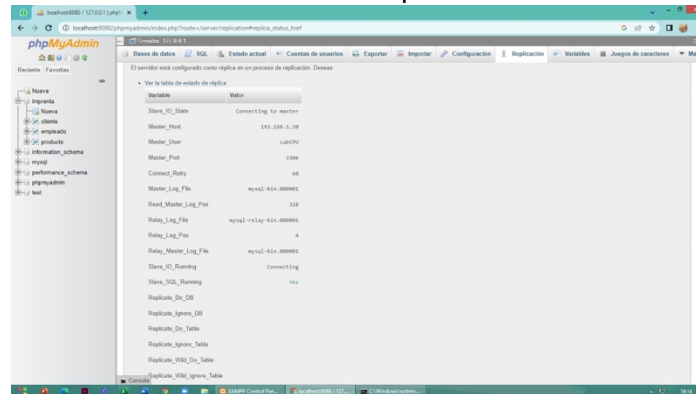 localhost:8080 / 127.0.0.1 | php
localhost:8080/phpmyadmin/index.php?route=/server/replication#replica_status_href
phpMyAdmin
Servidor: 127.0.0.1
Bases de datos SQL Estado actual Cuentas de usuarios Exportar Importar Configuración Replicación Variables Juegos de caracteres
Reciente Favoritas
El servidor está configurado como réplica en un proceso de replicación. Deseas:
Ver la tabla de estado de réplica
Nueva
imprenta
Nueva
cliente
empleado
producto
information_schema
mysql
performance_schema
phpmyadmin
test
Variable Valor
Slave_IO_State Connecting to master
Master_Host 192.168.1.20
Master_User
Master_Port 3306
Connect_Retry 60
Master_Log_File mysql-bin.000001
Read_Master_Log_Pos 328
Relay_Log_File mysql-relay-bin.000001
Relay_Log_Pos 4
Relay_Master_Log_File mysql-bin.000001
Slave_IO_Running Connecting
Slave_SQL_Running Yes
Replicate_Do_DB
Replicate_Ignore_DB
Replicate_Do_Table
Replicate_Ignore_Table
Replicate_Wild_Do_Table
Replicate_Wild_Ignore_Table
Consola
XAMPP Control Pan... localhost:8080 / 127.... C:\Windows\system...
19:14